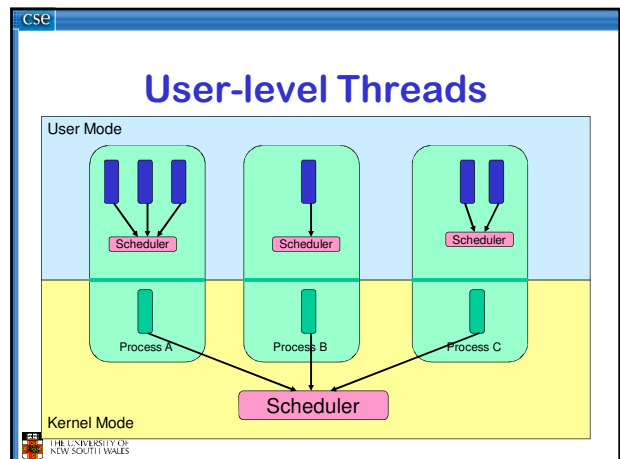 cse
User-level Threads
User Mode
Scheduler
Scheduler
Scheduler
Process A
Process B
Process C
Scheduler
Kernel Mode
THE UNIVERSITY OF
NEW SOUTH WALES